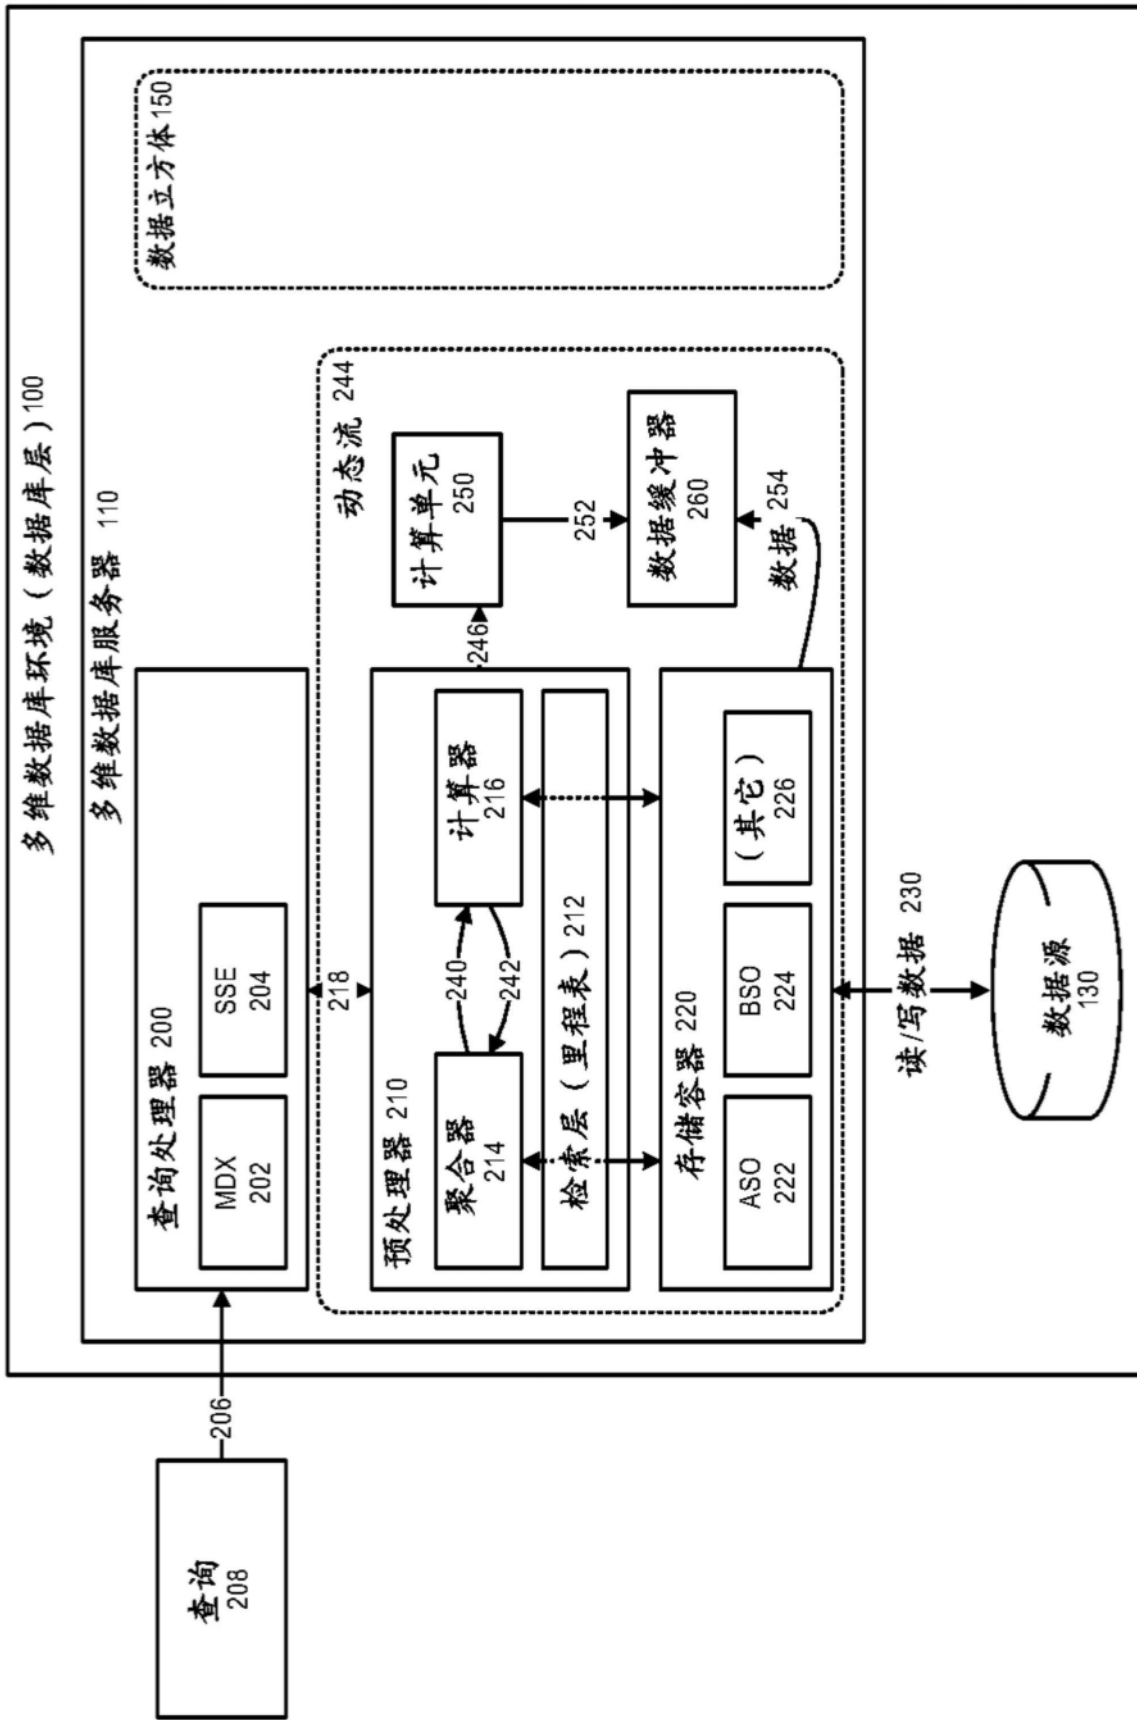 多维数据库环境（数据库层）100
多维数据库服务器 110
查询
208
206
查询处理器 200
MDX
202
SSE
204
数据立方体150
218
动态流 244
预处理器 210
聚合器
214
240
242
计算器
216
检索层（里程表）212
246
计算单元
250
252
数据缓冲器
260
数据 254
存储容器 220
ASO
222
BSO
224
（其它）
226
读/写数据 230
数据源
130